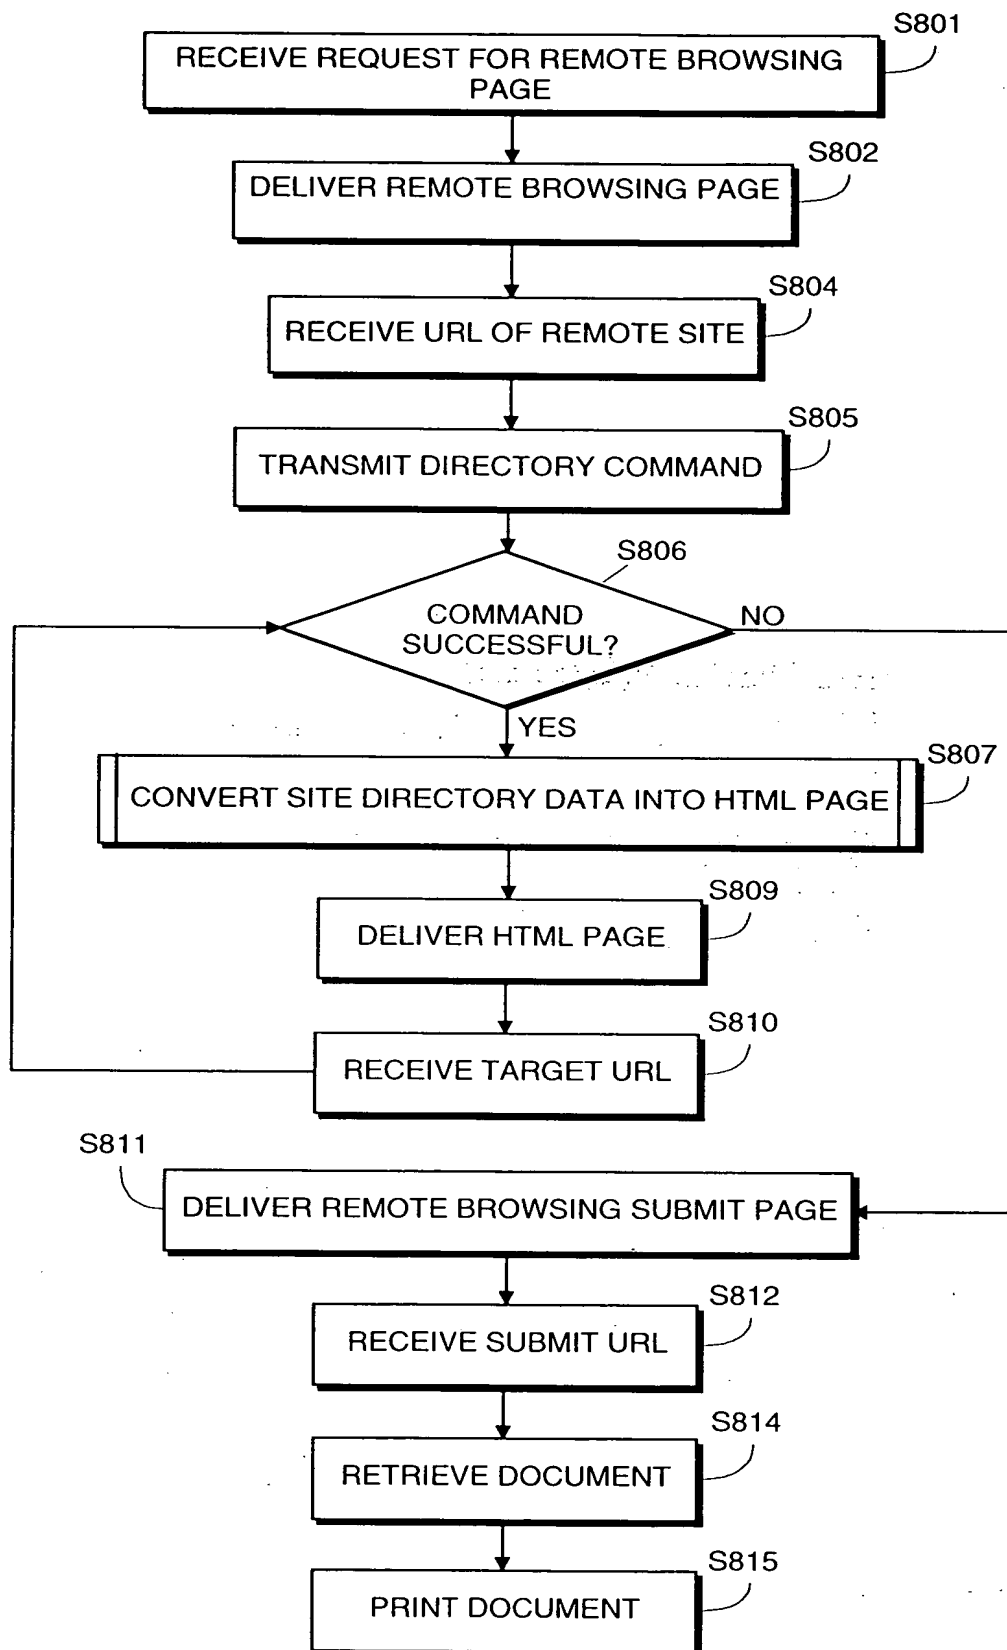 S801
RECEIVE REQUEST FOR REMOTE BROWSING
PAGE
S802
DELIVER REMOTE BROWSING PAGE
S804
RECEIVE URL OF REMOTE SITE
S805
TRANSMIT DIRECTORY COMMAND
S806
COMMAND
SUCCESSFUL?
NO
YES
S807
CONVERT SITE DIRECTORY DATA INTO HTML PAGE
S809
DELIVER HTML PAGE
S810
RECEIVE TARGET URL
S811
DELIVER REMOTE BROWSING SUBMIT PAGE
S812
RECEIVE SUBMIT URL
S814
RETRIEVE DOCUMENT
S815
PRINT DOCUMENT